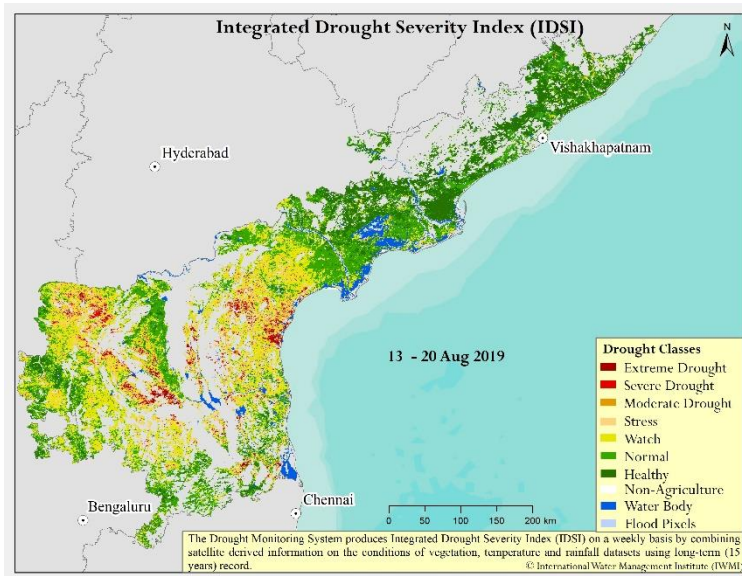 Integrated Drought Severity Index (IDSI)
N
Hyderabad
Vishakhapatnam
13 - 20 Aug 2019
Drought Classes
Extreme Drought
Severe Drought
Moderate Drought
Stress
Watch
Normal
Healthy
Non-Agriculture
Water Body
Flood Pixels
Bengaluru
Chennai
0 50 100 200 km
The Drought Monitoring System produces Integrated Drought Severity Index (IDSI) on a weekly basis by combining
satellite derived information on the conditions of vegetation, temperature and rainfall datasets using long-term (15
years) record.
© International Water Management Institute (IWMI)